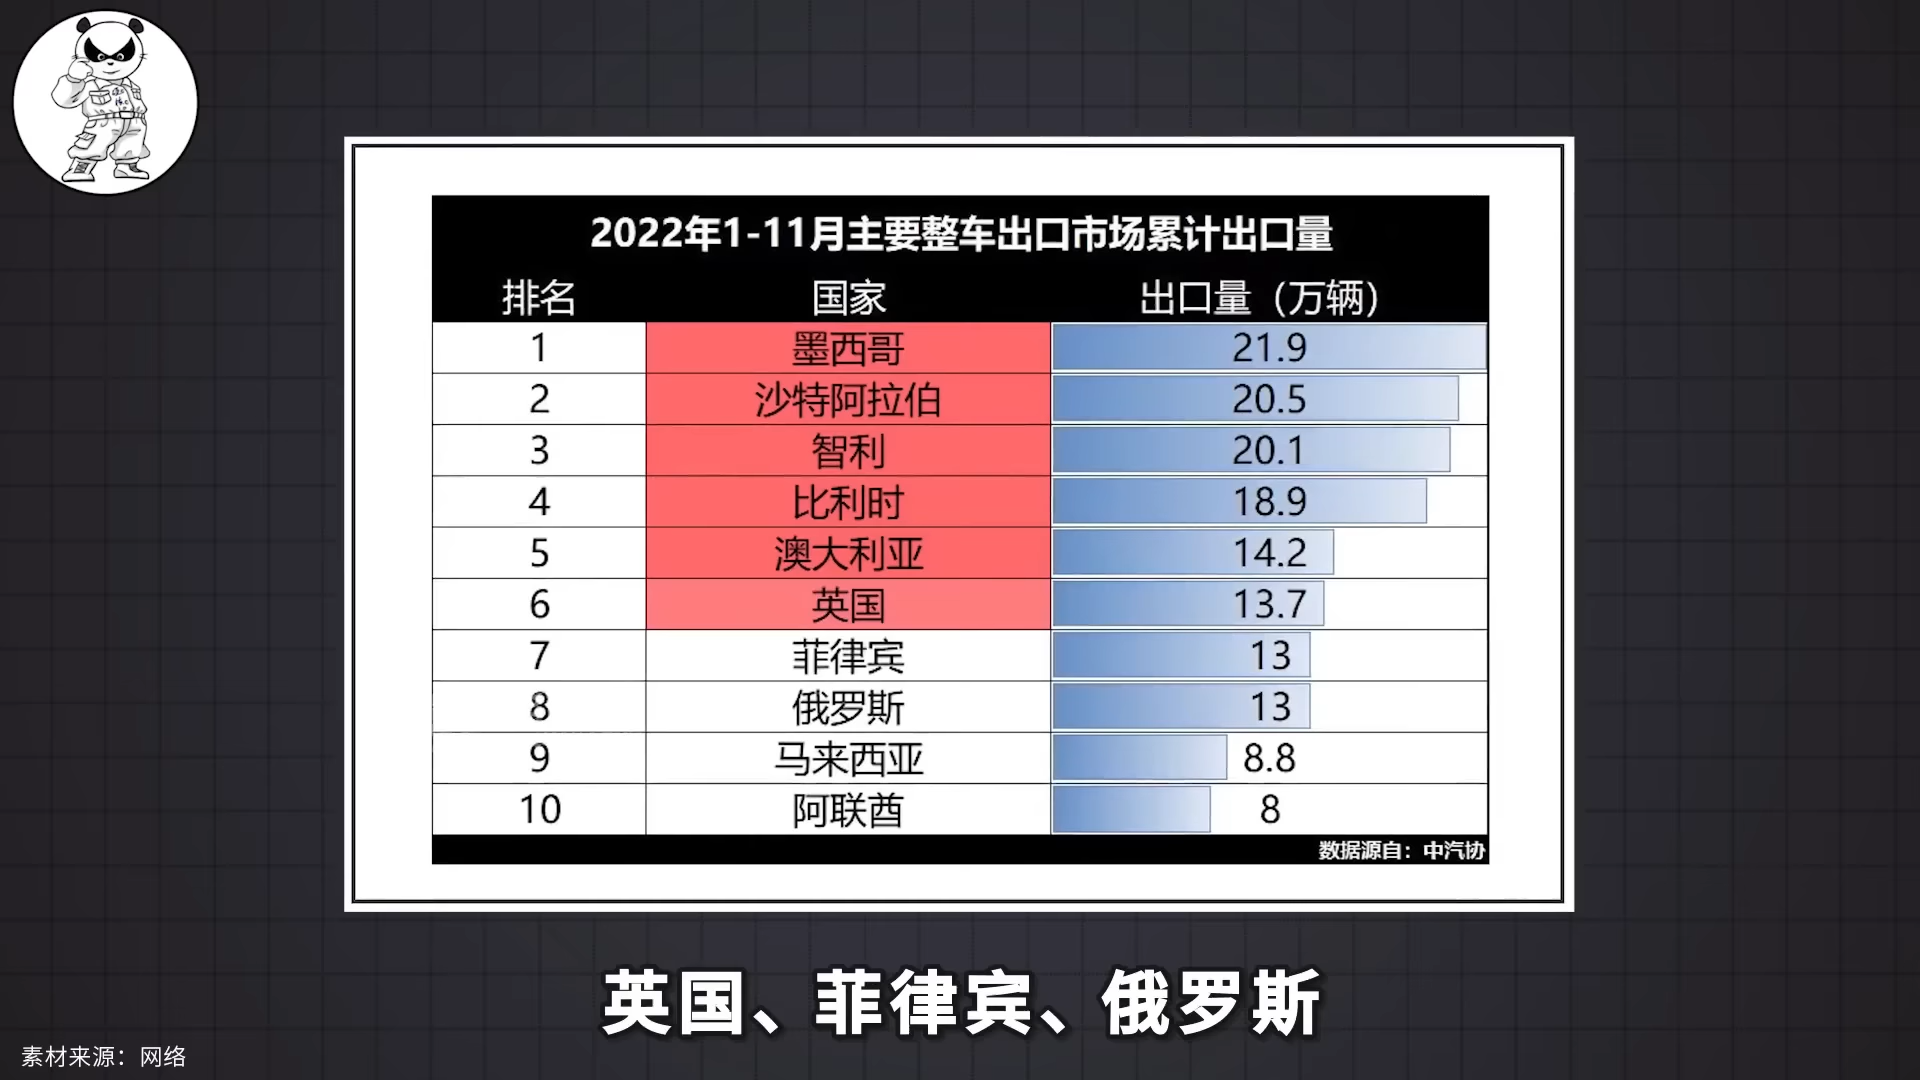 2022年1-11月主要整车出口市场累计出口量
排名 国家 出口量（万辆）
1 墨西哥 21.9
2 沙特阿拉伯 20.5
3 智利 20.1
4 比利时 18.9
5 澳大利亚 14.2
6 英国 13.7
7 菲律宾 13
8 俄罗斯 13
9 马来西亚 8.8
10 阿联酋 8
数据源自：中汽协
英国、菲律宾、俄罗斯
素材来源：网络